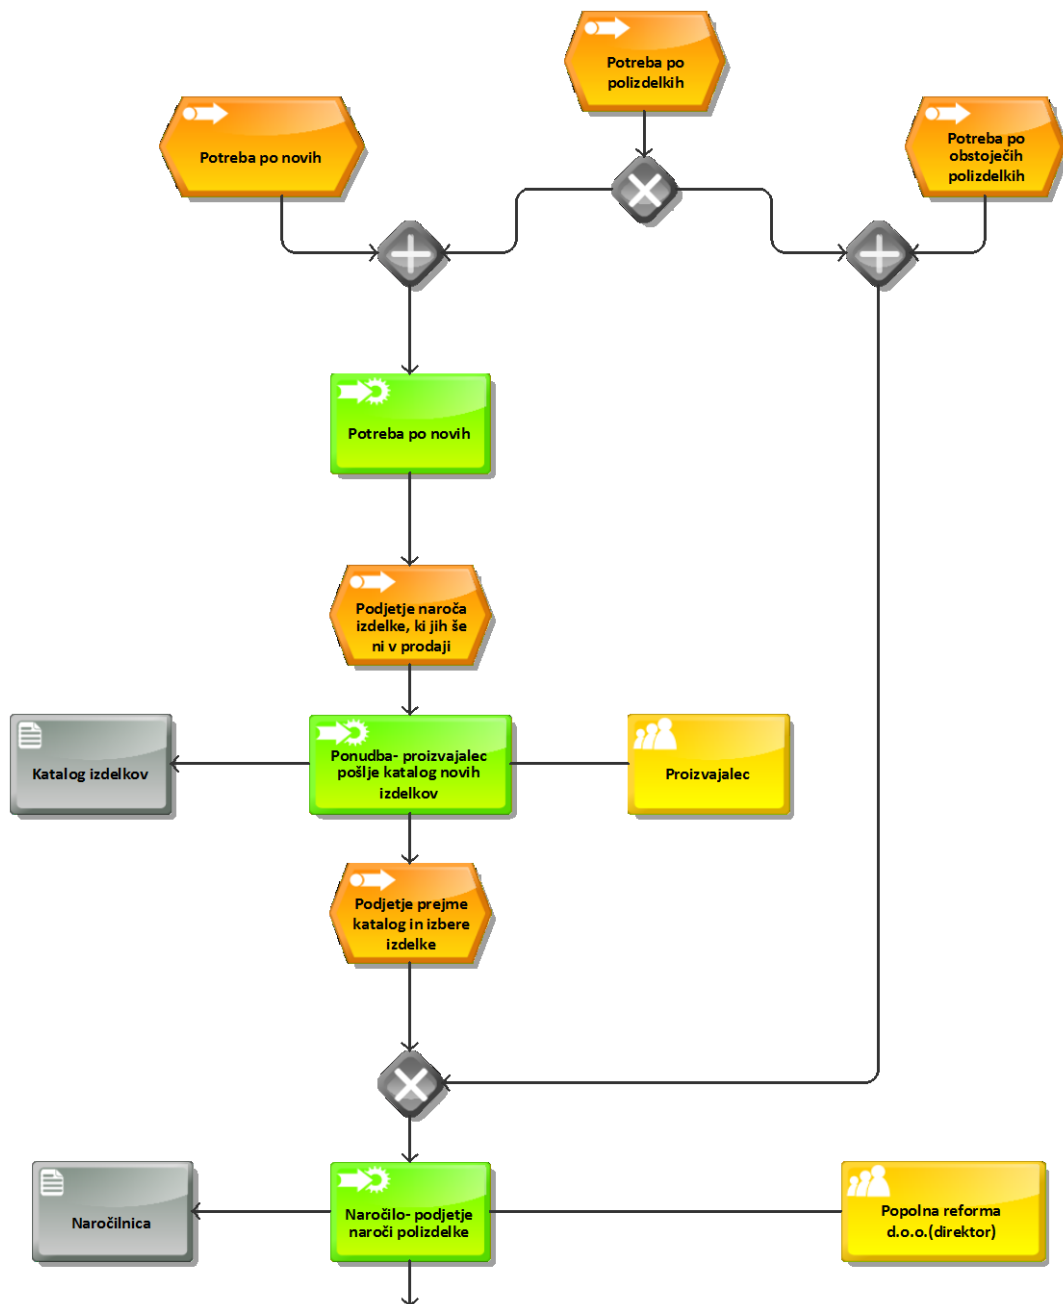 Potreba po
polizdelkih
Potreba po novih
Potreba po
obstoječih
polizdelkih
Potreba po novih
Podjetje naroča
izdelke, ki jih še
ni v prodaji
Katalog izdelkov
Ponudba- proizvajalec
pošlje katalog novih
izdelkov
Proizvajalec
Podjetje prejme
katalog in izbere
izdelke
Naročilnica
Naročilo- podjetje
naroči polizdelke
Popolna reforma
d.o.o.(direktor)